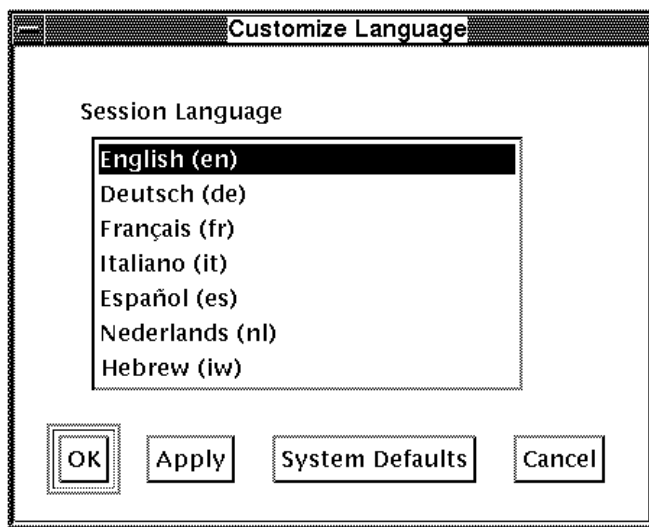 Customize Language
Session Language
English (en)
Deutsch (de)
Français (fr)
Italiano (it)
Español (es)
Nederlands (nl)
Hebrew (iw)
OK Apply System Defaults Cancel